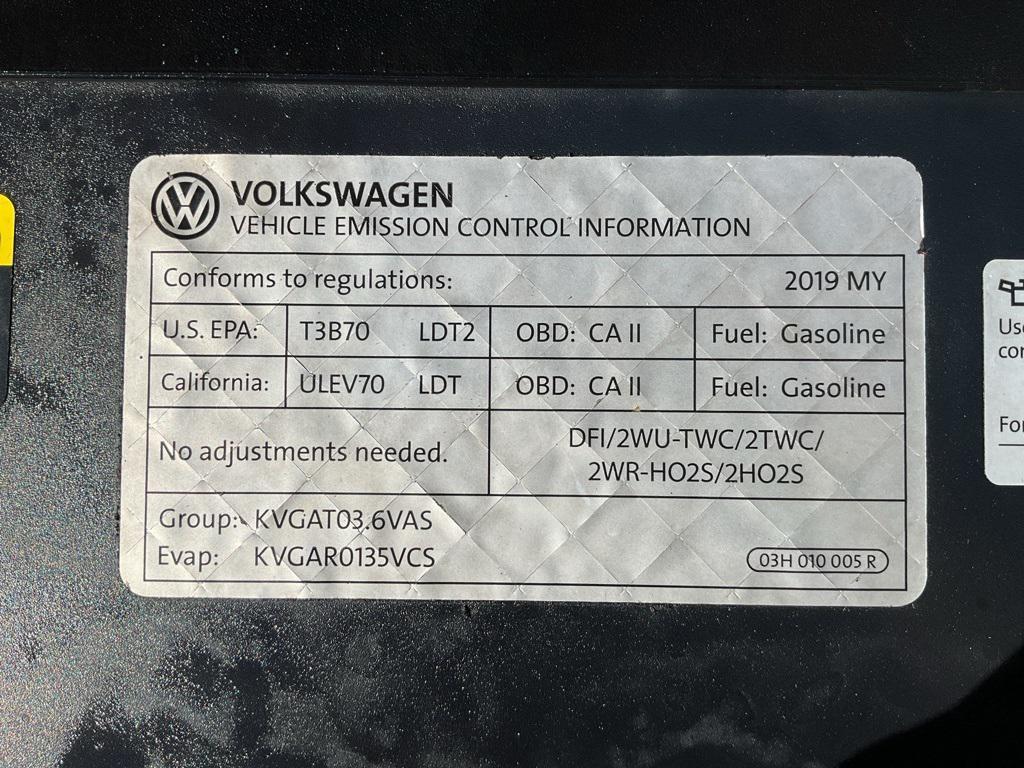 VOLKSWAGEN
VEHICLE EMISSION CONTROL INFORMATION
Conforms to regulations: 2019 MY
U.S. EPA: T3B70 LDT2 OBD: CA II Fuel: Gasoline
California: ULEV70 LDT OBD: CA II Fuel: Gasoline
No adjustments needed.
DFI/2WU-TWC/2TWC/
2WR-HO2S/2HO2S
Group: KVGAT03.6VAS
Evap: KVGAR0135VCS
03H 010 005 R
For